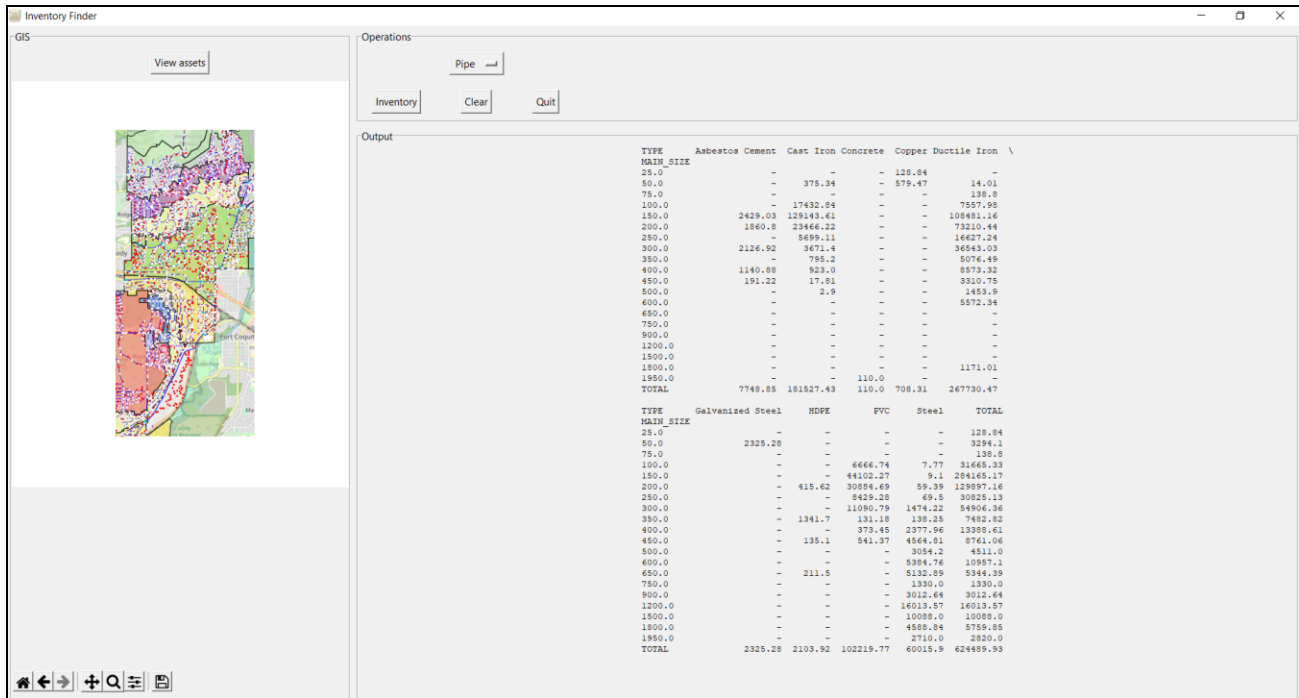 Inventory Finder
GIS
View assets
Port Coquit
Operations
Pipe
Inventory Clear Quit
Output
TYPE Asbestos Cement Cast Iron Concrete Copper Ductile Iron \
MAIN_SIZE
25.0 - - - 128.84 -
50.0 - 375.34 - 579.47 14.01
75.0 - - - - 138.8
100.0 - 17432.84 - - 7557.98
150.0 2429.03 129143.61 - - 108481.16
200.0 1860.8 23466.22 - - 73210.44
250.0 - 5699.11 - - 16627.24
300.0 2126.92 3671.4 - - 36543.03
350.0 - 795.2 - - 5076.49
400.0 1140.88 923.0 - - 8573.32
450.0 191.22 17.81 - - 3310.75
500.0 - 2.9 - - 1453.9
600.0 - - - - 5572.34
650.0 - - - - -
750.0 - - - - -
900.0 - - - - -
1200.0 - - - - -
1500.0 - - - - -
1800.0 - - - - 1171.01
1950.0 - - 110.0 - -
TOTAL 7748.85 181527.43 110.0 708.31 267730.47
TYPE Galvanized Steel HDPE PVC Steel TOTAL
MAIN_SIZE
25.0 - - - - 128.84
50.0 2325.28 - - - 3294.1
75.0 - - - - 138.8
100.0 - - 6666.74 7.77 31665.33
150.0 - - 44102.27 9.1 284165.17
200.0 - 415.62 30884.69 59.39 129897.16
250.0 - - 8429.28 69.5 30825.13
300.0 - - 11090.79 1474.22 54906.36
350.0 - 1341.7 131.18 138.25 7482.82
400.0 - - 373.45 2377.96 13388.61
450.0 - 135.1 541.37 4564.81 8761.06
500.0 - - - 3054.2 4511.0
600.0 - - - 5384.76 10957.1
650.0 - 211.5 - 5132.89 5344.39
750.0 - - - 1330.0 1330.0
900.0 - - - 3012.64 3012.64
1200.0 - - - 16013.57 16013.57
1500.0 - - - 10088.0 10088.0
1800.0 - - - 4588.84 5759.85
1950.0 - - - 2710.0 2820.0
TOTAL 2325.28 2103.92 102219.77 60015.9 624489.93